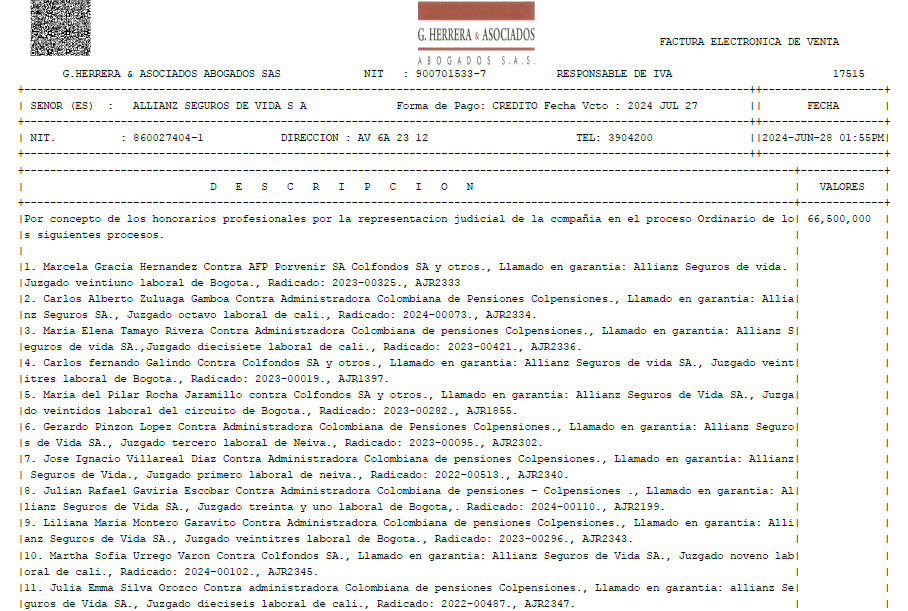 G. HERRERA & ASOCIADOS
ABOGADOS S.A.S.
FACTURA ELECTRONICA DE VENTA
G.HERRERA & ASOCIADOS ABOGADOS SAS NIT : 900701533-7 RESPONSABLE DE IVA 17515
SENOR (ES) : ALLIANZ SEGUROS DE VIDA S A Forma de Pago: CREDITO Fecha Vcto : 2024 JUL 27 FECHA
NIT. : 860027404-1 DIRECCION : AV 6A 23 12 TEL: 3904200 2024-JUN-28 01:55PM
D E S C R I P C I O N VALORES
Por concepto de los honorarios profesionales por la representacion judicial de la compañia en el proceso Ordinario de lo 66,500,000
s siguientes procesos.
1. Marcela Gracia Hernandez Contra AFP Porvenir SA Colfondos SA y otros., Llamado en garantia: Allianz Seguros de vida.
Juzgado veintiuno laboral de Bogota., Radicado: 2023-00325., AJR2333
2. Carlos Alberto Zuluaga Gamboa Contra Administradora Colombiana de Pensiones Colpensiones., Llamado en garantia: Allia
nz Seguros SA., Juzgado octavo laboral de cali., Radicado: 2024-00073., AJR2334.
3. Maria Elena Tamayo Rivera Contra Administradora Colombiana de pensiones Colpensiones., Llamado en garantia: Allianz S
eguros de vida SA.,Juzgado diecisiete laboral de cali., Radicado: 2023-00421., AJR2336.
4. Carlos fernando Galindo Contra Colfondos SA y otros., Llamado en garantia: Allianz Seguros de vida SA., Juzgado veint
itres laboral de Bogota., Radicado: 2023-00019., AJR1397.
5. Maria del Pilar Rocha Jaramillo contra Colfondos SA y otros., Llamado en garantia: Allianz Seguros de Vida SA., Juzga
do veintidos laboral del circuito de Bogota., Radicado: 2023-00282., AJR1855.
6. Gerardo Pinzon Lopez Contra Administradora Colombiana de Pensiones Colpensiones., Llamado en garantia: Allianz Seguro
s de Vida SA., Juzgado tercero laboral de Neiva., Radicado: 2023-00095., AJR2302.
7. Jose Ignacio Villareal Diaz Contra Administradora Colombiana de pensiones Colpensiones., Llamado en garantia: Allianz
Seguros de Vida., Juzgado primero laboral de neiva., Radicado: 2022-00513., AJR2340.
8. Julian Rafael Gaviria Escobar Contra Administradora Colombiana de pensiones - Colpensiones ., Llamado en garantia: Al
lianz Seguros de Vida SA., Juzgado treinta y uno laboral de Bogota,. Radicado: 2024-00110., AJR2199.
9. Liliana Maria Montero Garavito Contra Administradora Colombiana de pensiones Colpensiones., Llamado en garantia: Alli
anz Seguros de Vida SA., Juzgado veintitres laboral de Bogota., Radicado: 2023-00296., AJR2343.
10. Martha Sofia Urrego Varon Contra Colfondos SA., Llamado en garantia: Allianz Seguros de Vida SA., Juzgado noveno lab
oral de cali., Radicado: 2024-00102., AJR2345.
11. Julia Emma Silva Orozco Contra administradora Colombiana de pensiones Colpensiones., Llamado en garantia: allianz Se
guros de Vida SA., Juzgado dieciseis laboral de cali., Radicado: 2022-00487., AJR2347.